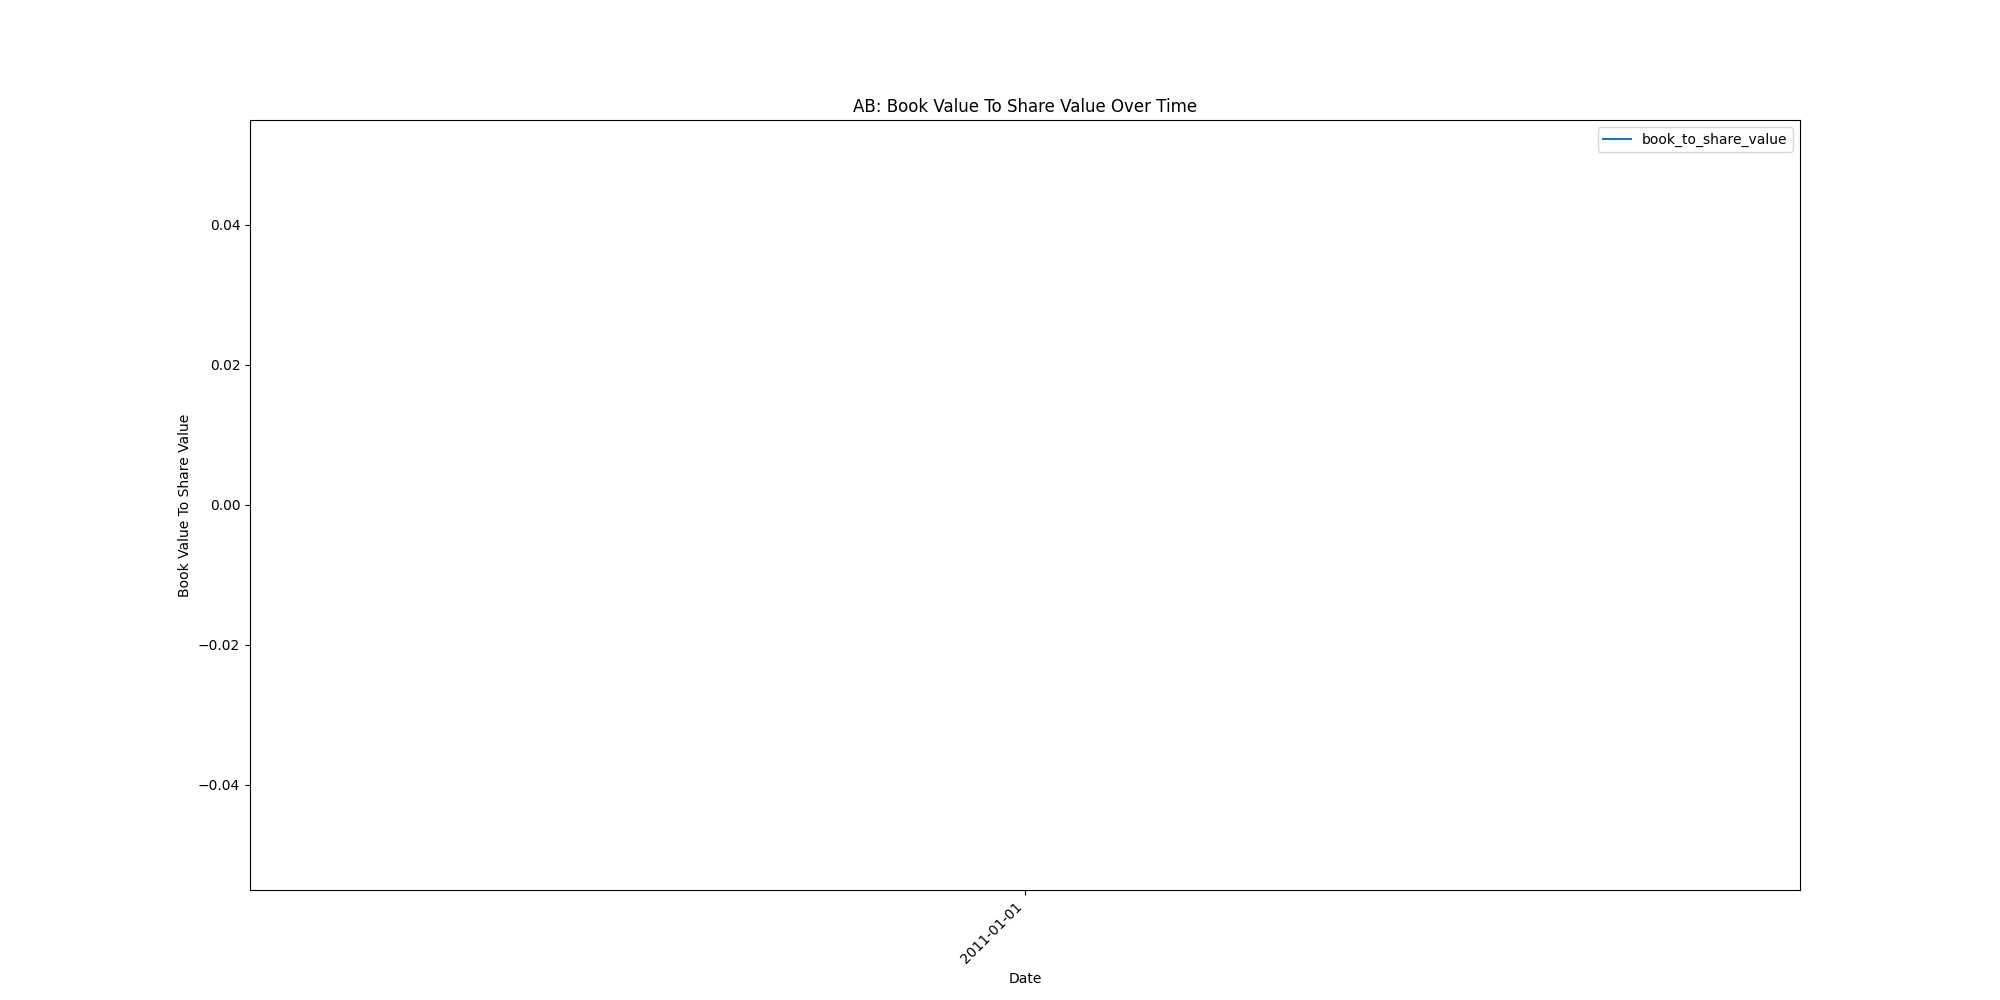 AB: Book Value To Share Value Over Time
book_to_share_value
0.04
0.02
0.00
−0.02
−0.04
Book Value To Share Value
2011-01-01
Date